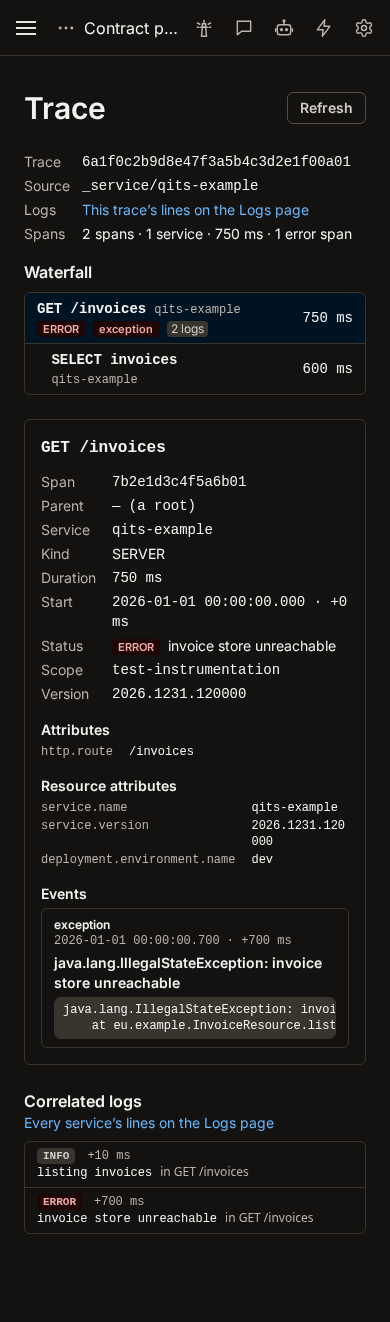 Contract p...
Trace
Refresh
Trace 6a1f0c2b9d8e47f3a5b4c3d2e1f00a01
Source _service/qits-example
Logs This trace's lines on the Logs page
Spans 2 spans · 1 service · 750 ms · 1 error span
Waterfall
GET /invoices qits-example 750 ms
ERROR exception 2 logs
SELECT invoices 600 ms
qits-example
GET /invoices
Span 7b2e1d3c4f5a6b01
Parent — (a root)
Service qits-example
Kind SERVER
Duration 750 ms
Start 2026-01-01 00:00:00.000 · +0
ms
Status ERROR invoice store unreachable
Scope test-instrumentation
Version 2026.1231.120000
Attributes
http.route /invoices
Resource attributes
service.name qits-example
service.version 2026.1231.120
000
deployment.environment.name dev
Events
exception
2026-01-01 00:00:00.700 · +700 ms
java.lang.IllegalStateException: invoice
store unreachable
java.lang.IllegalStateException: invoi
at eu.example.InvoiceResource.list
Correlated logs
Every service's lines on the Logs page
INFO +10 ms
listing invoices in GET /invoices
ERROR +700 ms
invoice store unreachable in GET /invoices